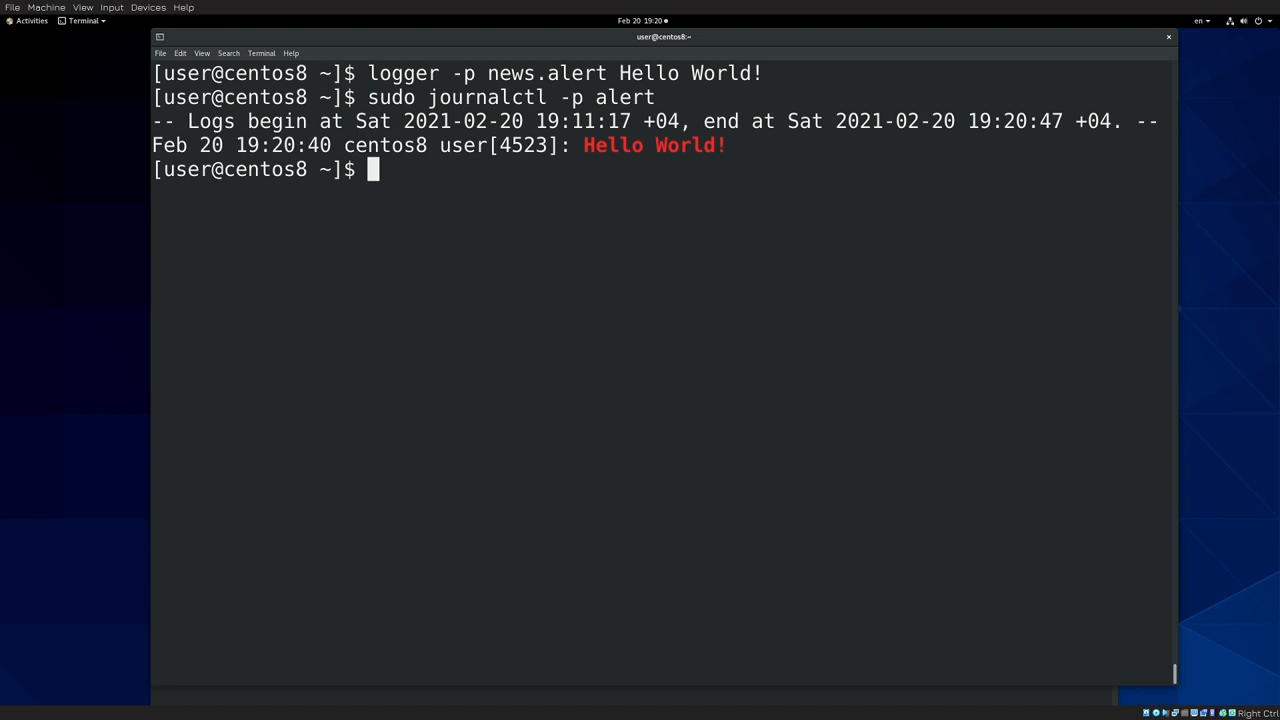 File Machine View Input Devices Help
Activities Terminal Feb 20 19:20 en
user@centos8:~
File Edit View Search Terminal Help
[user@centos8 ~]$ logger -p news.alert Hello World!
[user@centos8 ~]$ sudo journalctl -p alert
-- Logs begin at Sat 2021-02-20 19:11:17 +04, end at Sat 2021-02-20 19:20:47 +04. --
Feb 20 19:20:40 centos8 user[4523]: Hello World!
[user@centos8 ~]$
Right Ctrl